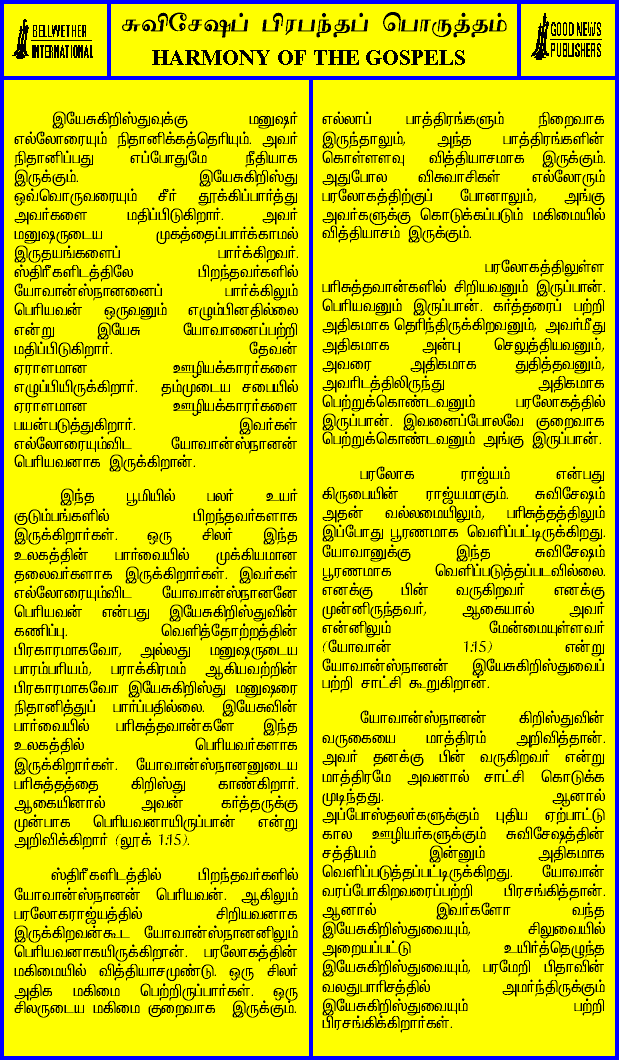 BELLWETHER
INTERNATIONAL
சுவிசேஷப் பிரபந்தப் பொருத்தம்
HARMONY OF THE GOSPELS
GOOD NEWS
PUBLISHERS
இயேசுகிறிஸ்துவுக்கு மனுஷர்
எல்லோரையும் நிதானிக்கத்தெரியும். அவர்
நிதானிப்பது எப்போதுமே நீதியாக
இருக்கும். இயேசுகிறிஸ்து
ஒவ்வொருவரையும் சீர் தூக்கிப்பார்த்து
அவர்களை மதிப்பிடுகிறார். அவர்
மனுஷருடைய முகத்தைப்பார்க்காமல்
இருதயங்களைப் பார்க்கிறவர்.
ஸ்திரீகளிடத்திலே பிறந்தவர்களில்
யோவான்ஸ்நானனைப் பார்க்கிலும்
பெரியவன் ஒருவனும் எழும்பினதில்லை
என்று இயேசு யோவானைப்பற்றி
மதிப்பிடுகிறார். தேவன்
ஏராளமான ஊழியக்காரர்களை
எழுப்பியிருக்கிறார். தம்முடைய சபையில்
ஏராளமான ஊழியக்காரர்களை
பயன்படுத்துகிறார். இவர்கள்
எல்லோரையும்விட யோவான்ஸ்நானன்
பெரியவனாக இருக்கிறான்.
இந்த பூமியில் பலர் உயர்
குடும்பங்களில் பிறந்தவர்களாக
இருக்கிறார்கள். ஒரு சிலர் இந்த
உலகத்தின் பார்வையில் முக்கியமான
தலைவர்களாக இருக்கிறார்கள். இவர்கள்
எல்லோரையும்விட யோவான்ஸ்நானனே
பெரியவன் என்பது இயேசுகிறிஸ்துவின்
கணிப்பு. வெளித்தோற்றத்தின்
பிரகாரமாகவோ, அல்லது மனுஷருடைய
பாரம்பரியம், பராக்கிரமம் ஆகியவற்றின்
பிரகாரமாகவோ இயேசுகிறிஸ்து மனுஷரை
நிதானித்துப் பார்ப்பதில்லை. இயேசுவின்
பார்வையில் பரிசுத்தவான்களே இந்த
உலகத்தில் பெரியவர்களாக
இருக்கிறார்கள். யோவான்ஸ்நானனுடைய
பரிசுத்தத்தை கிறிஸ்து காண்கிறார்.
ஆகையினால் அவன் கர்த்தருக்கு
முன்பாக பெரியவனாயிருப்பான் என்று
அறிவிக்கிறார் (லூக் 1:15).
ஸ்திரீகளிடத்தில் பிறந்தவர்களில்
யோவான்ஸ்நானன் பெரியவன். ஆகிலும்
பரலோகராஜ்யத்தில் சிறியவனாக
இருக்கிறவன்கூட யோவான்ஸ்நானனிலும்
பெரியவனாகயிருக்கிறான். பரலோகத்தின்
மகிமையில் வித்தியாசமுண்டு. ஒரு சிலர்
அதிக மகிமை பெற்றிருப்பார்கள். ஒரு
சிலருடைய மகிமை குறைவாக இருக்கும்.
எல்லாப் பாத்திரங்களும் நிறைவாக
இருந்தாலும், அந்த பாத்திரங்களின்
கொள்ளளவு வித்தியாசமாக இருக்கும்.
அதுபோல விசுவாசிகள் எல்லோரும்
பரலோகத்திற்குப் போனாலும், அங்கு
அவர்களுக்கு கொடுக்கப்படும் மகிமையில்
வித்தியாசம் இருக்கும்.
பரலோகத்திலுள்ள
பரிசுத்தவான்களில் சிறியவனும் இருப்பான்.
பெரியவனும் இருப்பான். கர்த்தரைப் பற்றி
அதிகமாக தெரிந்திருக்கிறவனும், அவர்மீது
அதிகமாக அன்பு செலுத்தியவனும்,
அவரை அதிகமாக துதித்தவனும்,
அவரிடத்திலிருந்து அதிகமாக
பெற்றுக்கொண்டவனும் பரலோகத்தில்
இருப்பான். இவனைப்போலவே குறைவாக
பெற்றுக்கொண்டவனும் அங்கு இருப்பான்.
பரலோக ராஜ்யம் என்பது
கிருபையின் ராஜ்யமாகும். சுவிசேஷம்
அதன் வல்லமையிலும், பரிசுத்தத்திலும்
இப்போது பூரணமாக வெளிப்பட்டிருக்கிறது.
யோவானுக்கு இந்த சுவிசேஷம்
பூரணமாக வெளிப்படுத்தப்படவில்லை.
எனக்கு பின் வருகிறவர் எனக்கு
முன்னிருந்தவர், ஆகையால் அவர்
என்னிலும் மேன்மையுள்ளவர்
(யோவான் 1:15) என்று
யோவான்ஸ்நானன் இயேசுகிறிஸ்துவைப்
பற்றி சாட்சி கூறுகிறான்.
யோவான்ஸ்நானன் கிறிஸ்துவின்
வருகையை மாத்திரம் அறிவித்தான்.
அவர் தனக்கு பின் வருகிறவர் என்று
மாத்திரமே அவனால் சாட்சி கொடுக்க
முடிந்தது. ஆனால்
அப்போஸ்தலர்களுக்கும் புதிய ஏற்பாட்டு
கால ஊழியர்களுக்கும் சுவிசேஷத்தின்
சத்தியம் இன்னும் அதிகமாக
வெளிப்படுத்தப்பட்டிருக்கிறது. யோவான்
வரப்போகிறவரைப்பற்றி பிரசங்கித்தான்.
ஆனால் இவர்களோ வந்த
இயேசுகிறிஸ்துவையும், சிலுவையில்
அறையப்பட்டு உயிர்த்தெழுந்த
இயேசுகிறிஸ்துவையும், பரமேறி பிதாவின்
வலதுபாரிசத்தில் அமர்ந்திருக்கும்
இயேசுகிறிஸ்துவையும் பற்றி
பிரசங்கிக்கிறார்கள்.